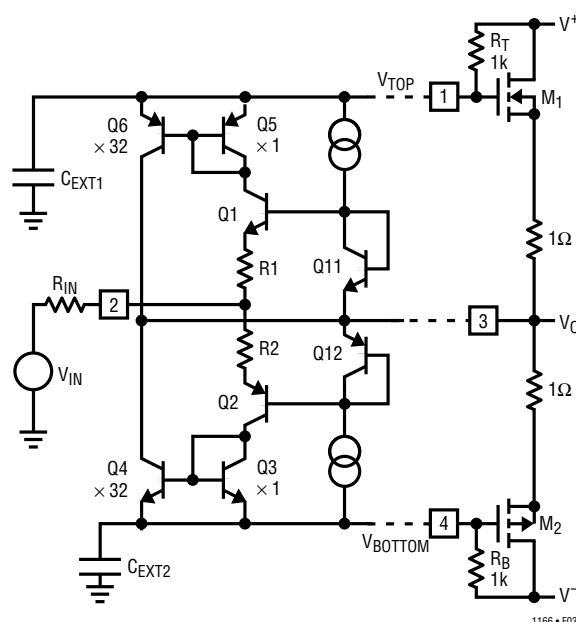 V+
RT
1k
VTOP
1
M1
Q6
× 32
Q5
× 1
CEXT1
Q1
R1
Q11
1Ω
RIN
2
3
VO
VIN
R2
Q12
1Ω
Q2
Q4
× 32
Q3
× 1
VBOTTOM
4
M2
RB
1k
CEXT2
V–
1166 • F03